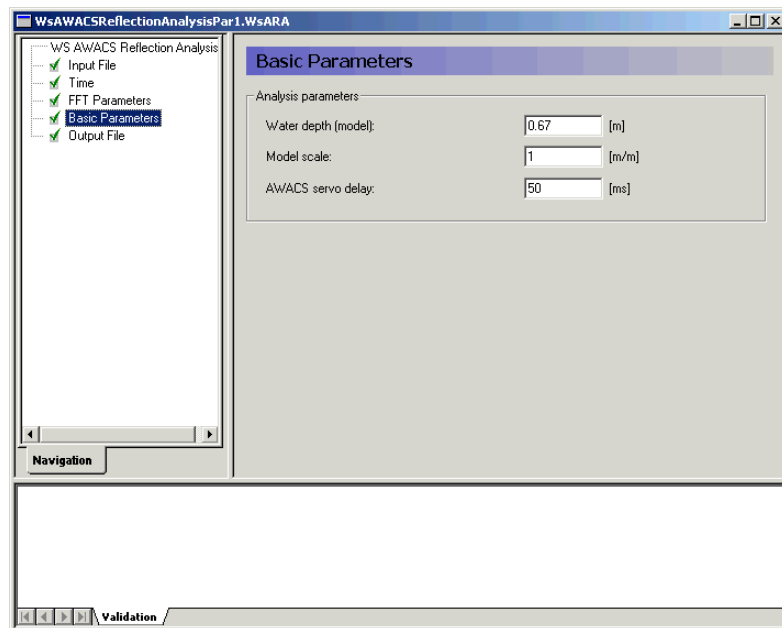 WsAWACSReflectionAnalysisPar1.WsARA
WS AWACS Reflection Analysis
Input File
Time
FFT Parameters
Basic Parameters
Output File
Navigation
Basic Parameters
Analysis parameters
Water depth (model): 0.67 [m]
Model scale: 1 [m/m]
AWACS servo delay: 50 [ms]
Validation